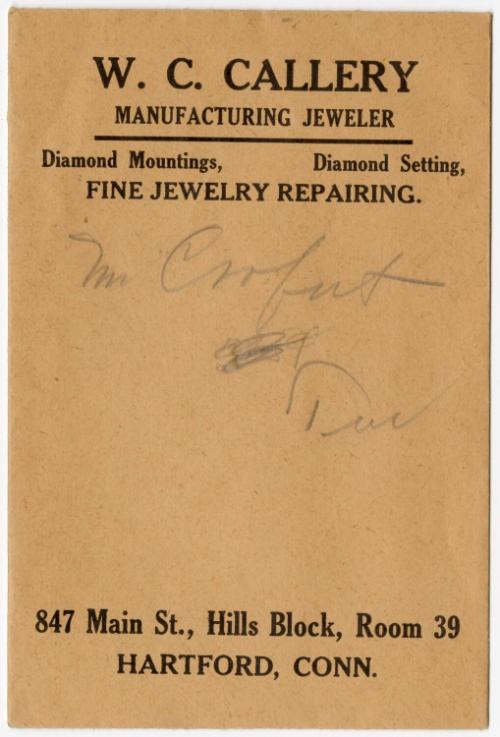 W. C. CALLERY
MANUFACTURING JEWELER
Diamond Mountings, Diamond Setting,
FINE JEWELRY REPAIRING.
Mr Crofut
847 Main St., Hills Block, Room 39
HARTFORD, CONN.